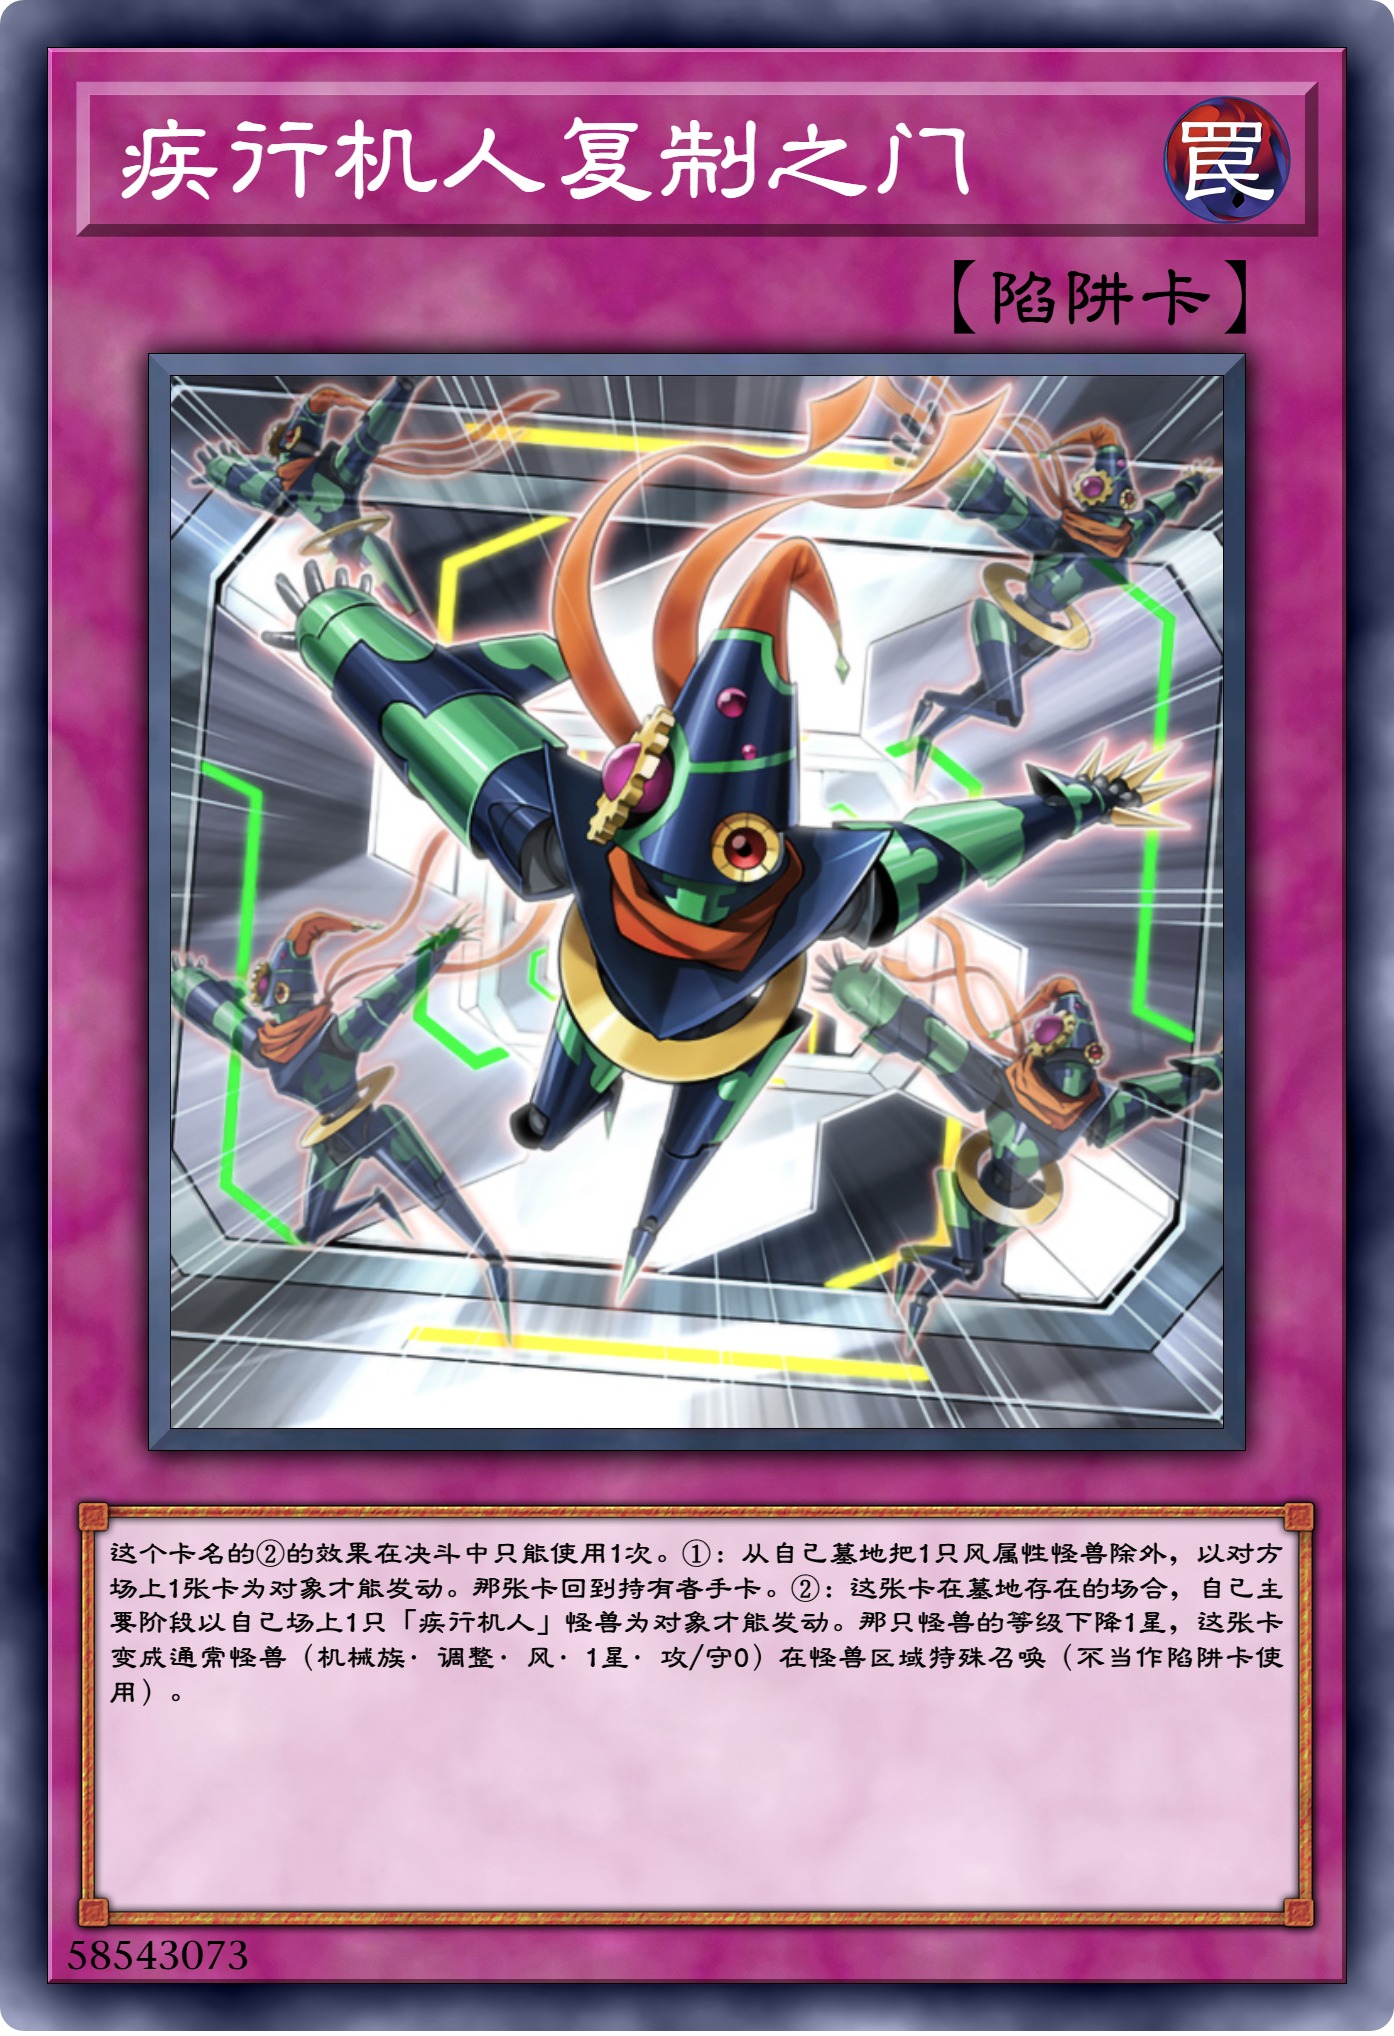 疾行机人复制之门
罠
【陷阱卡】
这个卡名的②的效果在决斗中只能使用1次。①：从自己墓地把1只风属性怪兽除外，以对方
场上1张卡为对象才能发动。那张卡回到持有者手卡。②：这张卡在墓地存在的场合，自己主
要阶段以自己场上1只「疾行机人」怪兽为对象才能发动。那只怪兽的等级下降1星，这张卡
变成通常怪兽（机械族·调整·风·1星·攻/守0）在怪兽区域特殊召唤（不当作陷阱卡使
用）。
58543073